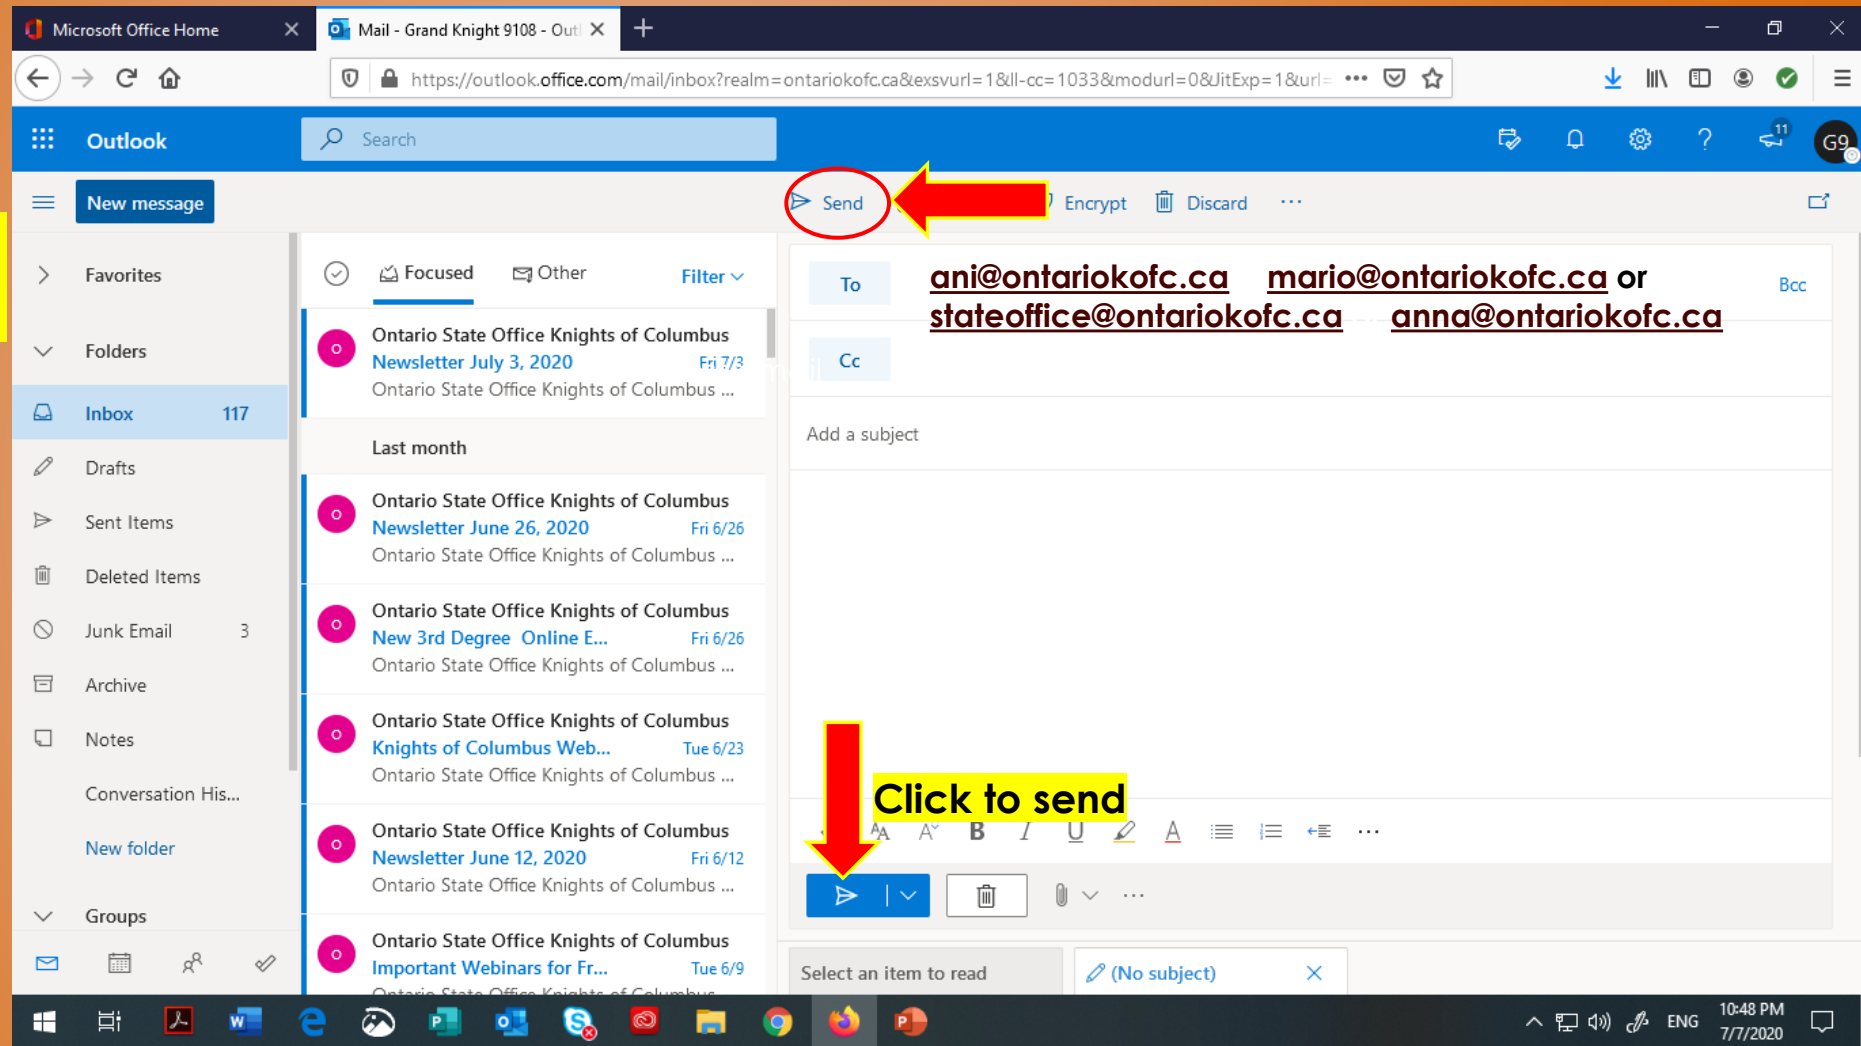 Microsoft Office Home
Mail - Grand Knight 9108 - Outl
https://outlook.office.com/mail/inbox?realm=ontariokofc.ca&exsvurl=1&ll-cc=1033&modurl=0&JitExp=1&url=
Outlook
Search
11
G9
New message
Send
Encrypt
Discard
Favorites
Folders
Inbox 117
Drafts
Sent Items
Deleted Items
Junk Email 3
Archive
Notes
Conversation His...
New folder
Groups
Focused
Other
Filter
Ontario State Office Knights of Columbus
Newsletter July 3, 2020 Fri 7/3
Ontario State Office Knights of Columbus ...
Last month
Ontario State Office Knights of Columbus
Newsletter June 26, 2020 Fri 6/26
Ontario State Office Knights of Columbus ...
Ontario State Office Knights of Columbus
New 3rd Degree Online E... Fri 6/26
Ontario State Office Knights of Columbus ...
Ontario State Office Knights of Columbus
Knights of Columbus Web... Tue 6/23
Ontario State Office Knights of Columbus ...
Ontario State Office Knights of Columbus
Newsletter June 12, 2020 Fri 6/12
Ontario State Office Knights of Columbus ...
Ontario State Office Knights of Columbus
Important Webinars for Fr... Tue 6/9
Ontario State Office Knights of Columbus
To
ani@ontariokofc.ca mario@ontariokofc.ca or
Bcc
stateoffice@ontariokofc.ca anna@ontariokofc.ca
Cc
Add a subject
Click to send
Select an item to read
(No subject)
ENG
10:48 PM
7/7/2020